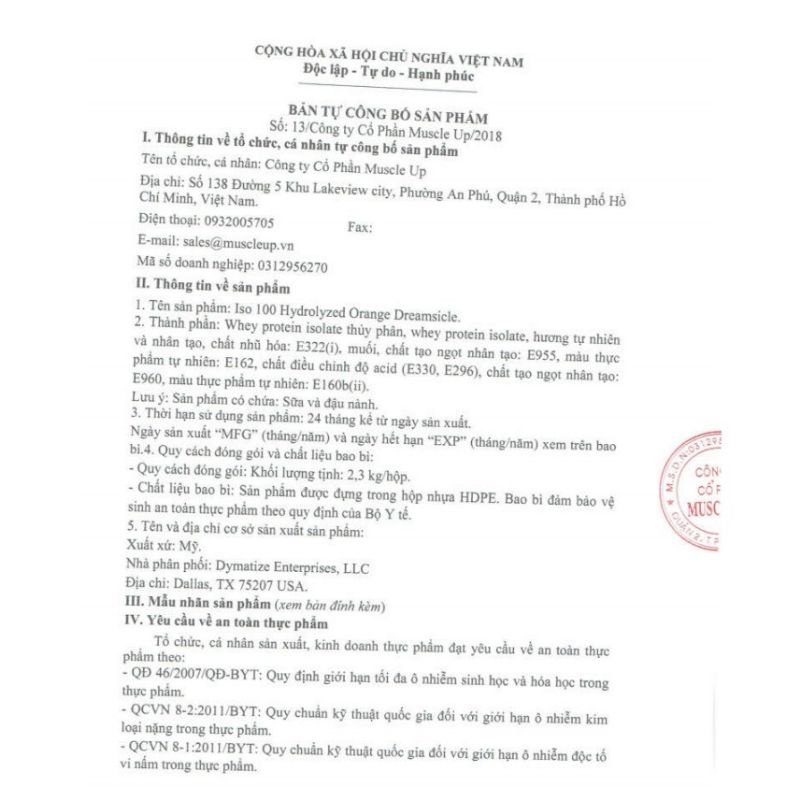 CỘNG HÒA XÃ HỘI CHỦ NGHĨA VIỆT NAM
Độc lập - Tự do - Hạnh phúc
BẢN TỰ CÔNG BỐ SẢN PHẨM
Số: 13/Công ty Cổ Phần Muscle Up/2018
I. Thông tin về tổ chức, cá nhân tự công bố sản phẩm
Tên tổ chức, cá nhân: Công ty Cổ Phần Muscle Up
Địa chỉ: Số 138 Đường 5 Khu Lakeview city, Phường An Phú, Quận 2, Thành phố Hồ
Chí Minh, Việt Nam.
Điện thoại: 0932005705 Fax:
E-mail: sales@muscleup.vn
Mã số doanh nghiệp: 0312956270
II. Thông tin về sản phẩm
1. Tên sản phẩm: Iso 100 Hydrolyzed Orange Dreamsicle.
2. Thành phần: Whey protein isolate thủy phân, whey protein isolate, hương tự nhiên
và nhân tạo, chất nhũ hóa: E322(i), muối, chất tạo ngọt nhân tạo: E955, màu thực
phẩm tự nhiên: E162, chất điều chỉnh độ acid (E330, E296), chất tạo ngọt nhân tạo:
E960, màu thực phẩm tự nhiên: E160b(ii).
Lưu ý: Sản phẩm có chứa: Sữa và đậu nành.
3. Thời hạn sử dụng sản phẩm: 24 tháng kể từ ngày sản xuất.
Ngày sản xuất “MFG” (tháng/năm) và ngày hết hạn “EXP” (tháng/năm) xem trên bao
bì.4. Quy cách đóng gói và chất liệu bao bì:
- Quy cách đóng gói: Khối lượng tịnh: 2,3 kg/hộp.
- Chất liệu bao bì: Sản phẩm được đựng trong hộp nhựa HDPE. Bao bì đảm bảo vệ
sinh an toàn thực phẩm theo quy định của Bộ Y tế.
5. Tên và địa chỉ cơ sở sản xuất sản phẩm:
Xuất xứ: Mỹ.
Nhà phân phối: Dymatize Enterprises, LLC
Địa chỉ: Dallas, TX 75207 USA.
III. Mẫu nhãn sản phẩm (xem bản đính kèm)
IV. Yêu cầu về an toàn thực phẩm
Tổ chức, cá nhân sản xuất, kinh doanh thực phẩm đạt yêu cầu về an toàn thực
phẩm theo:
- QĐ 46/2007/QĐ-BYT: Quy định giới hạn tối đa ô nhiễm sinh học và hóa học trong
thực phẩm.
- QCVN 8-2:2011/BYT: Quy chuẩn kỹ thuật quốc gia đối với giới hạn ô nhiễm kim
loại nặng trong thực phẩm.
- QCVN 8-1:2011/BYT: Quy chuẩn kỹ thuật quốc gia đối với giới hạn ô nhiễm độc tố
vi nấm trong thực phẩm.
M.S.D.N:031295
CÔN
CỔ P
MUSC
QUẬN 2. T.P